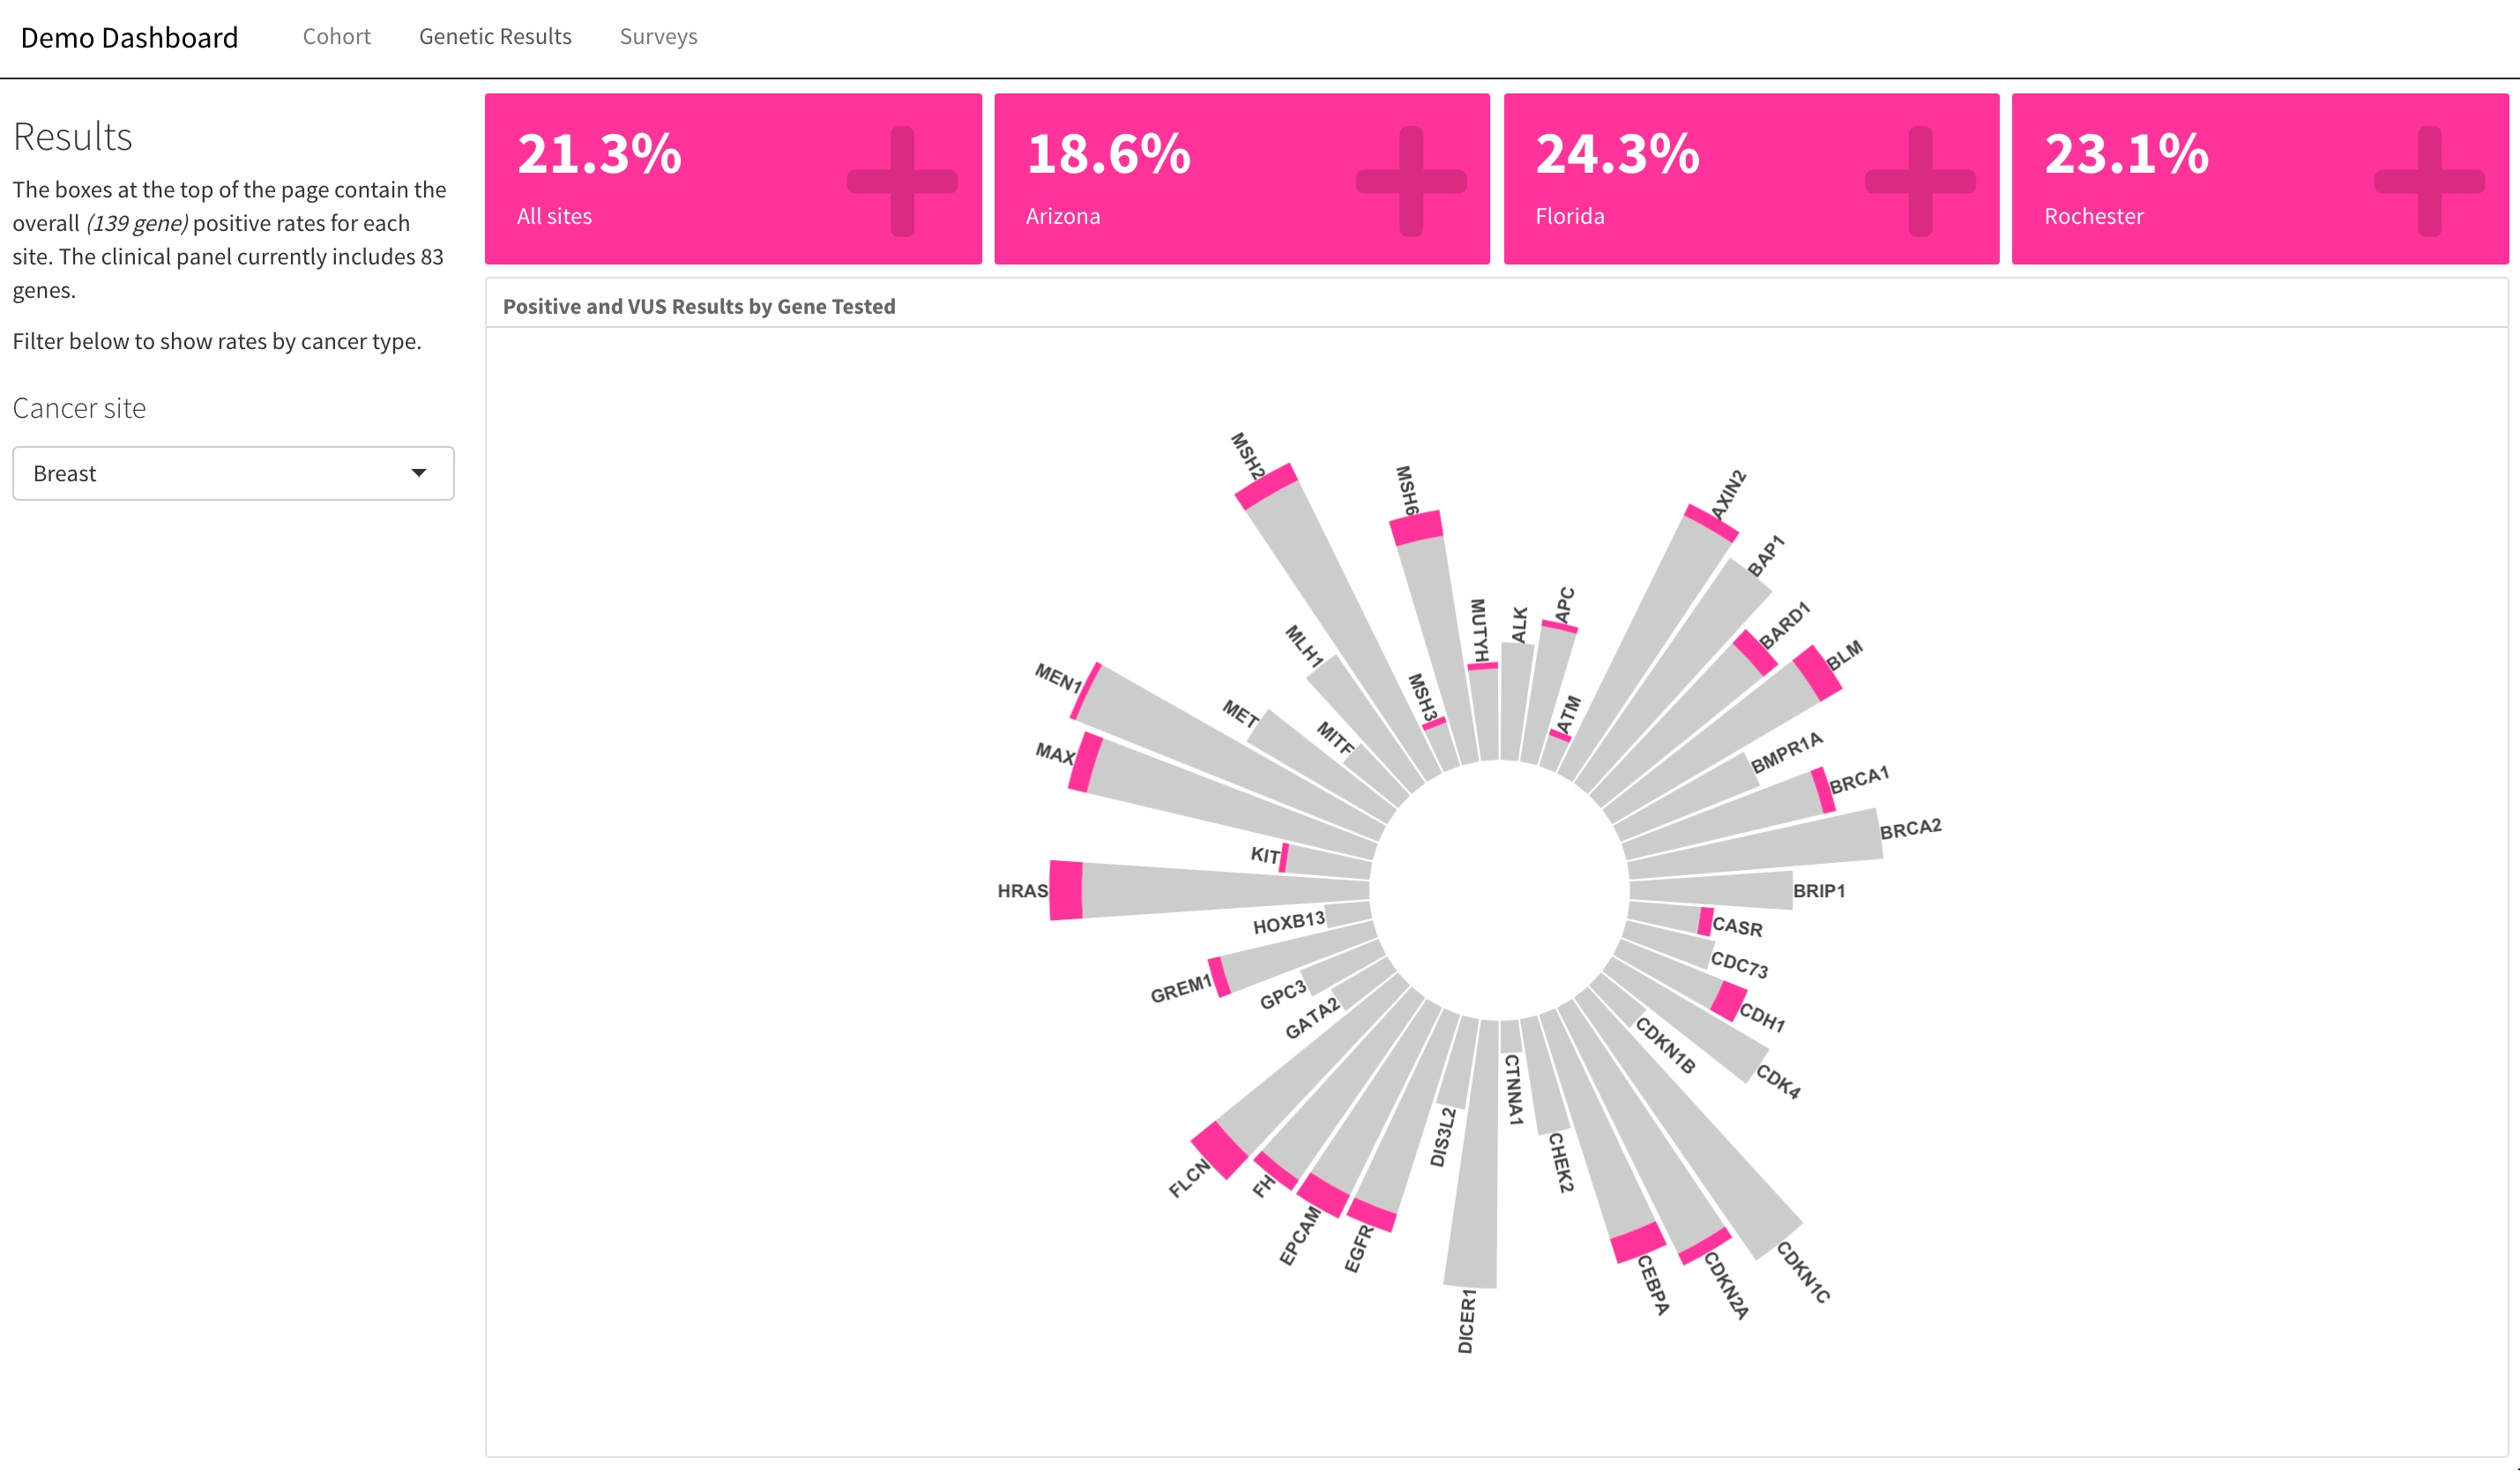 Demo Dashboard
Cohort
Genetic Results
Surveys
Results
The boxes at the top of the page contain the
overall (139 gene) positive rates for each
site. The clinical panel currently includes 83
genes.
Filter below to show rates by cancer type.
Cancer site
Breast
21.3%
All sites
18.6%
Arizona
24.3%
Florida
23.1%
Rochester
Positive and VUS Results by Gene Tested
ALK
APC
ATM
AXIN2
BAP1
BARD1
BLM
BMPR1A
BRCA1
BRCA2
BRIP1
CASR
CDC73
CDH1
CDK4
CDKN1B
CDKN1C
CDKN2A
CEBPA
CHEK2
CTNNA1
DICER1
DIS3L2
EGFR
EPCAM
FH
FLCN
GATA2
GPC3
GREM1
HOXB13
HRAS
KIT
MAX
MEN1
MET
MITF
MLH1
MSH2
MSH3
MSH6
MUTYH